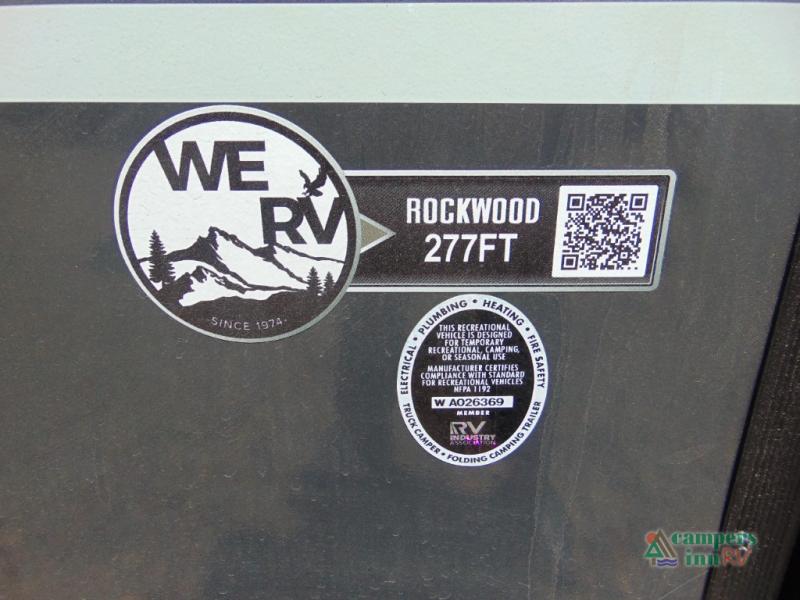 WE
RV
SINCE 1974
ROCKWOOD
277FT
ELECTRICAL • PLUMBING • HEATING • FIRE SAFETY
THIS RECREATIONAL
VEHICLE IS DESIGNED
FOR TEMPORARY
RECREATIONAL, CAMPING,
OR SEASONAL USE
MANUFACTURER CERTIFIES
COMPLIANCE WITH STANDARD
FOR RECREATIONAL VEHICLES
NFPA 1192
W A026369
MEMBER
RV
INDUSTRY
ASSOCIATION
TRUCK CAMPER • FOLDING CAMPING TRAILER
campers
inn RV